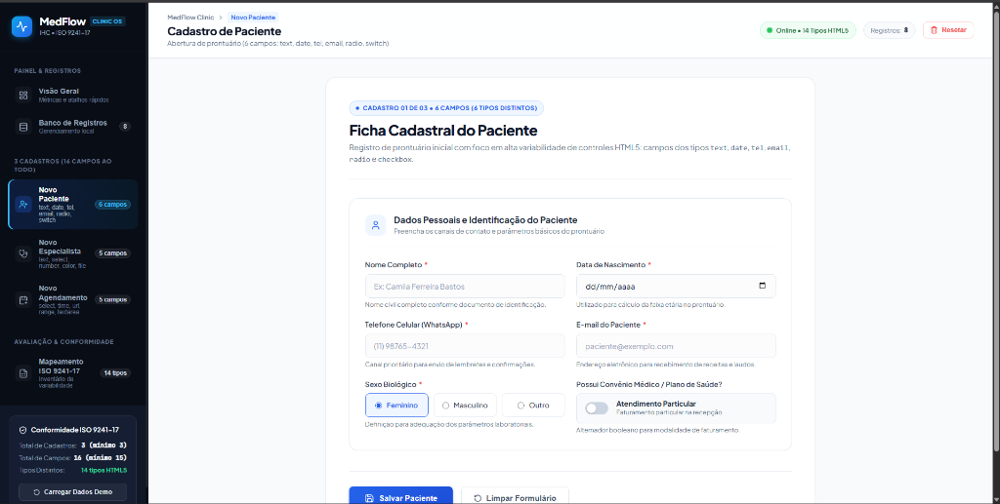 MedFlow CLINIC OS
IHC • ISO 9241-17
PAINEL & REGISTROS
Visão Geral
Métricas e atalhos rápidos
Banco de Registros
Gerenciamento local
8
3 CADASTROS (16 CAMPOS AO
TODO)
Novo
Paciente
text, date, tel,
email, radio,
switch
6 campos
Novo
Especialista
text, select,
number, color, file
5 campos
Novo
Agendamento
select, time, url,
range, textarea
5 campos
AVALIAÇÃO & CONFORMIDADE
Mapeamento
ISO 9241-17
Inventário de
variabilidade
14 tipos
Conformidade ISO 9241-17
Total de Cadastros: 3 (mínimo 3)
Total de Campos: 16 (mínimo 15)
Tipos Distintos: 14 tipos HTML5
Carregar Dados Demo
MedFlow Clinic > Novo Paciente
Cadastro de Paciente
Abertura de prontuário (6 campos: text, date, tel, email, radio, switch)
Online • 14 Tipos HTML5
Registros: 8
Resetar
CADASTRO 01 DE 03 • 6 CAMPOS (6 TIPOS DISTINTOS)
Ficha Cadastral do Paciente
Registro de prontuário inicial com foco em alta variabilidade de controles HTML5: campos dos tipos text, date, tel, email,
radio e checkbox.
Dados Pessoais e Identificação do Paciente
Preencha os canais de contato e parâmetros básicos do prontuário
Nome Completo *
Ex: Camila Ferreira Bastos
Nome civil completo conforme documento de identificação.
Data de Nascimento *
dd/mm/aaaa
Utilizado para cálculo da faixa etária no prontuário.
Telefone Celular (WhatsApp) *
(11) 98765-4321
Canal prioritário para envio de lembretes e confirmações.
E-mail do Paciente *
paciente@exemplo.com
Endereço eletrônico para recebimento de receitas e laudos.
Sexo Biológico *
Feminino
Masculino
Outro
Definição para adequação dos parâmetros laboratoriais.
Possui Convênio Médico / Plano de Saúde?
Atendimento Particular
Faturamento particular na recepção
Alternador booleano para modalidade de faturamento.
Salvar Paciente
Limpar Formulário